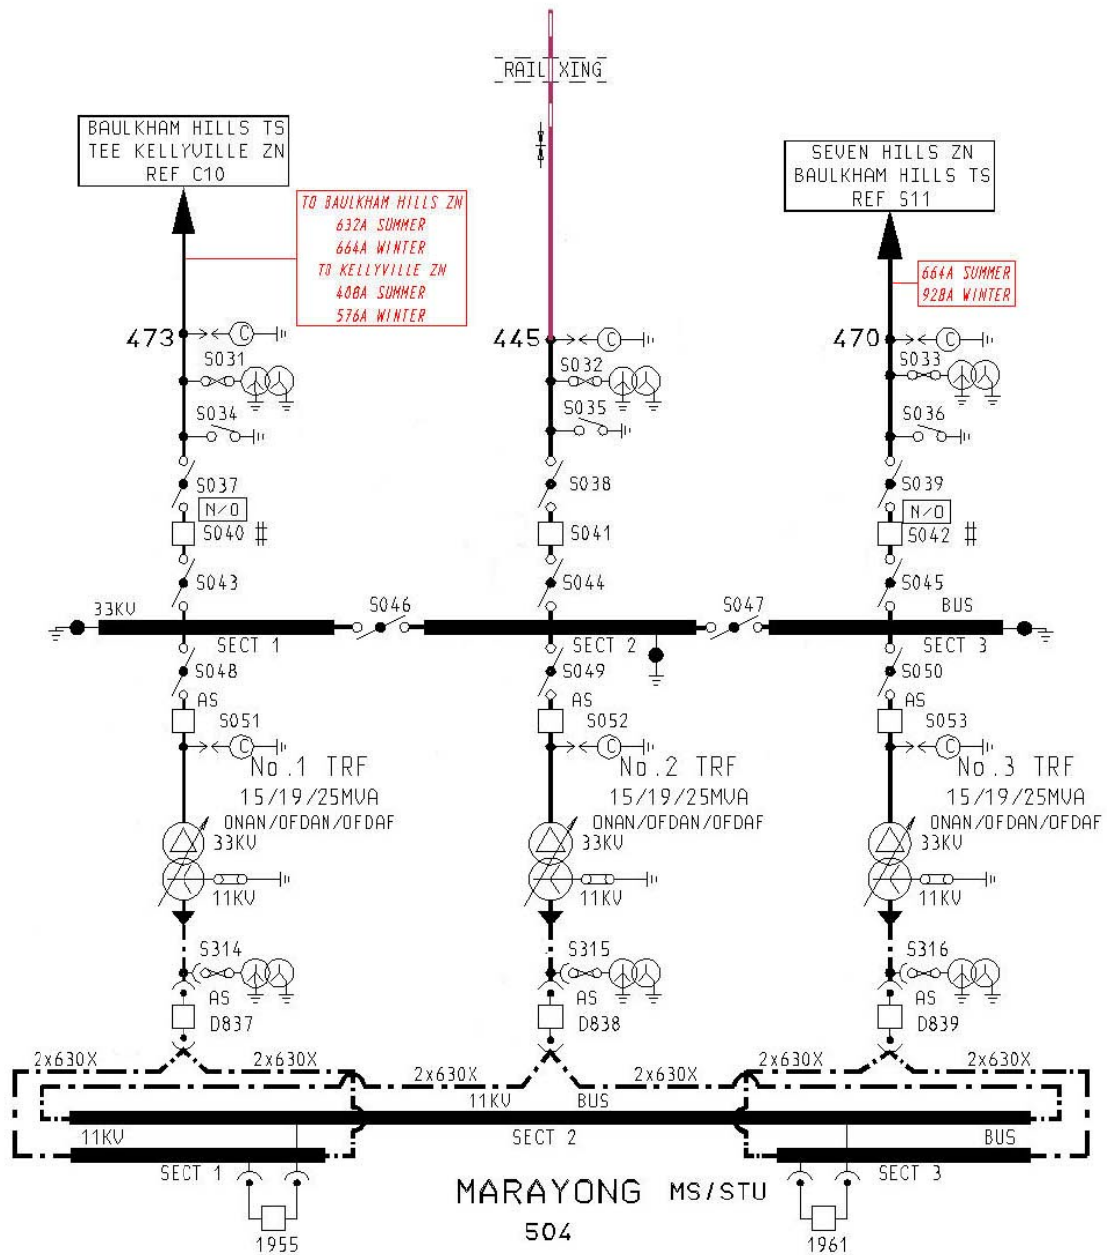 RAIL XING
BAULKHAM HILLS TS
TEE KELLYVILLE ZN
REF C10
SEVEN HILLS ZN
BAULKHAM HILLS TS
REF S11
TO BAULKHAM HILLS ZN
632A SUMMER
664A WINTER
TO KELLYVILLE ZN
408A SUMMER
576A WINTER
664A SUMMER
928A WINTER
473 C
445 C
470 C
S031
S032
S033
S034
S035
S036
S037
S038
S039
N/O
N/O
S040 #
S041
S042 #
S043
S044
S045
33KV
S046
S047
BUS
SECT 1
SECT 2
SECT 3
S048
S049
S050
AS
AS
S051
S052
S053
C
C
C
No.1 TRF
No.2 TRF
No.3 TRF
15/19/25MVA
15/19/25MVA
15/19/25MVA
ONAN/OFDAN/OFDAF
ONAN/OFDAN/OFDAF
ONAN/OFDAN/OFDAF
33KV
33KV
33KV
11KV
11KV
11KV
S314
S315
S316
AS
AS
AS
D837
D838
D839
2x630X
2x630X
2x630X
2x630X
2x630X
2x630X
11KV BUS
11KV
SECT 2
BUS
SECT 1
SECT 3
MARAYONG MS/STU
504
1955
1961